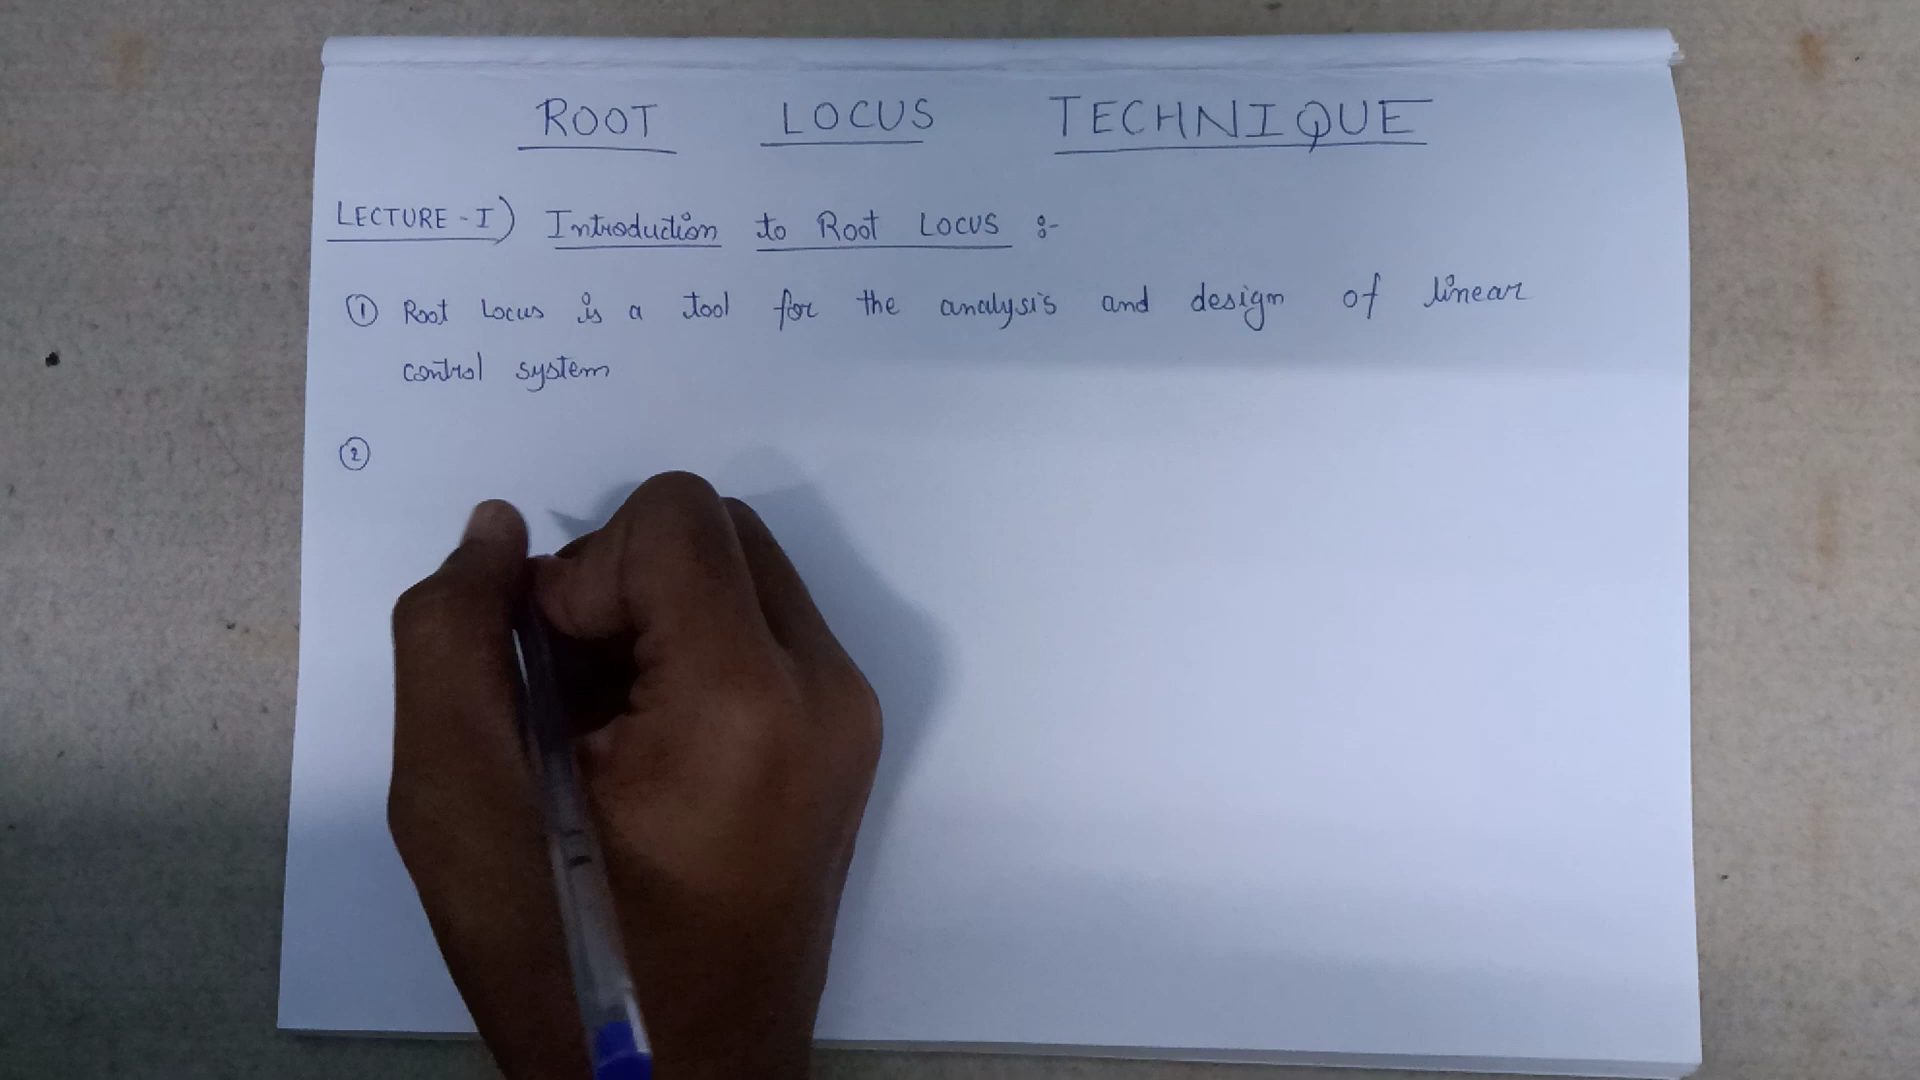 ROOT LOCUS TECHNIQUE
LECTURE - I) Introduction to Root LOCUS :-
① Root Locus is a tool for the analysis and design of linear
control system
②